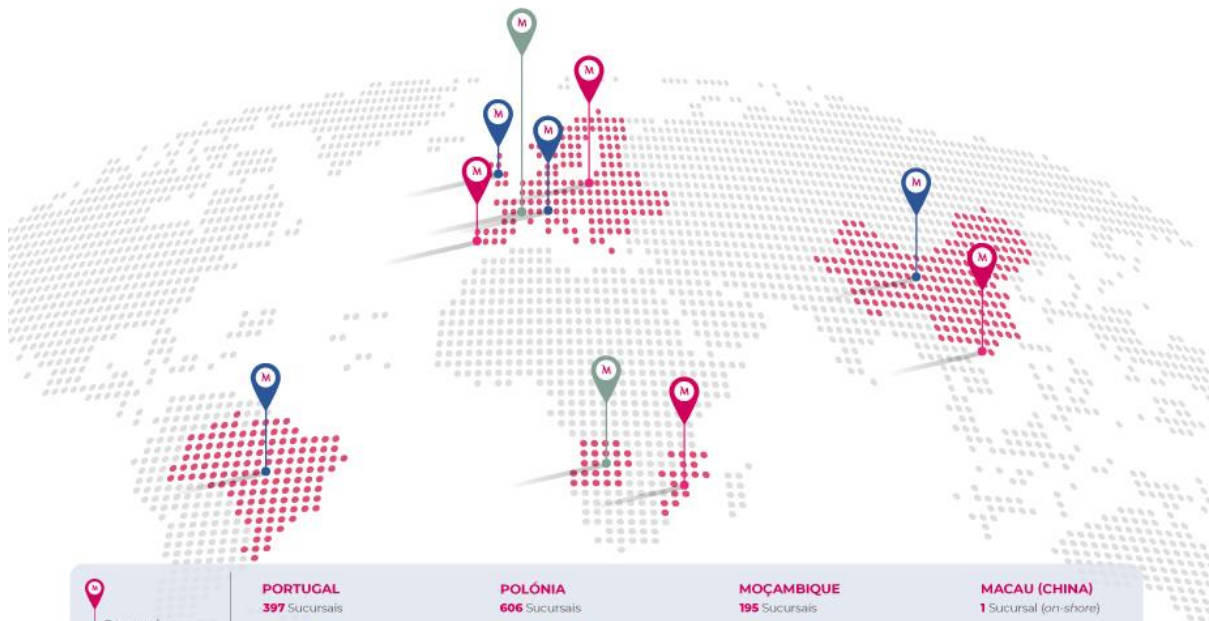 M
M
M
M
M
M
M
M
M
M
M
PORTUGAL
397 Sucursais
POLÓNIA
606 Sucursais
MOÇAMBIQUE
195 Sucursais
MACAU (CHINA)
1 Sucursal (on-shore)